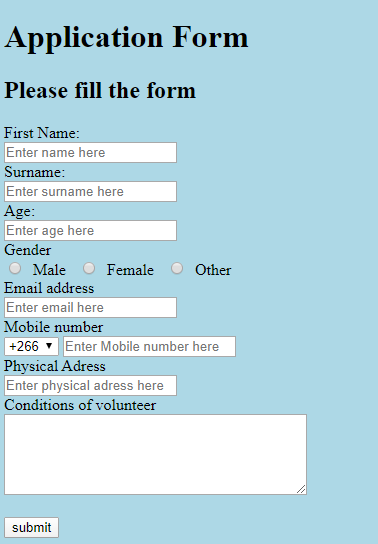 Application Form
Please fill the form
First Name:
Enter name here
Surname:
Enter surname here
Age:
Enter age here
Gender
Male Female Other
Email address
Enter email here
Mobile number
+266 Enter Mobile number here
Physical Adress
Enter physical adress here
Conditions of volunteer
submit